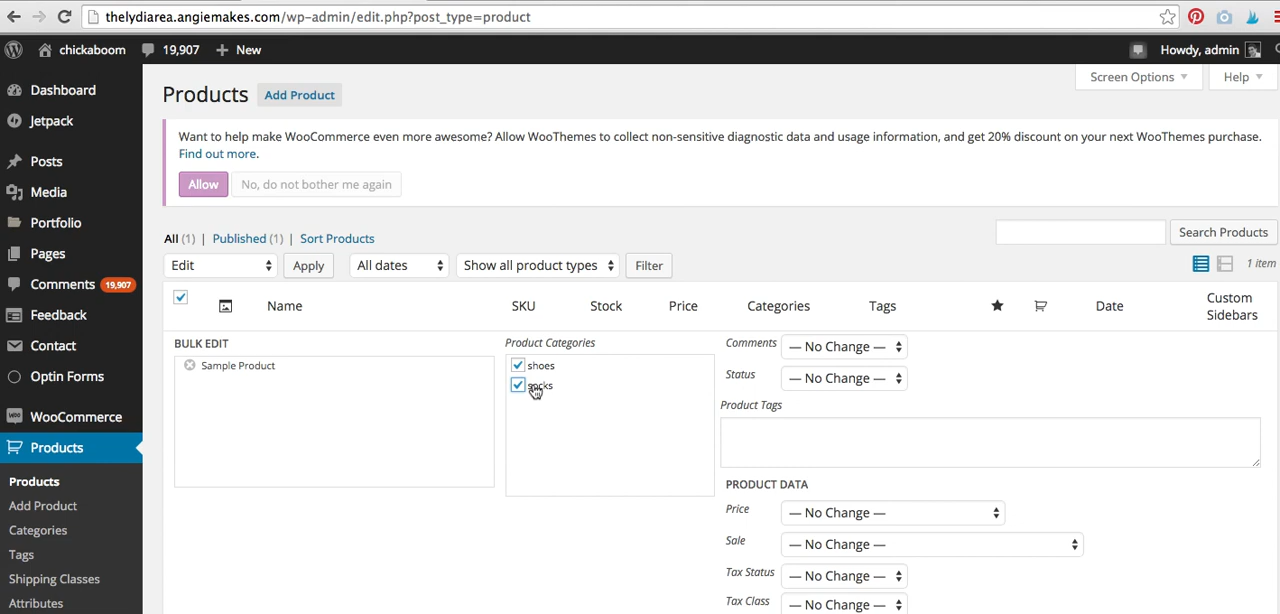 thelydiarea.angiemakes.com/wp-admin/edit.php?post_type=product
chickaboom 19,907 + New Howdy, admin
Dashboard
Jetpack
Posts
Media
Portfolio
Pages
Comments 19,907
Feedback
Contact
Optin Forms
WooCommerce
Products
Products
Add Product
Categories
Tags
Shipping Classes
Attributes
Screen Options Help
Products Add Product
Want to help make WooCommerce even more awesome? Allow WooThemes to collect non-sensitive diagnostic data and usage information, and get 20% discount on your next WooThemes purchase.
Find out more.
Allow No, do not bother me again
All (1) | Published (1) | Sort Products Search Products
Edit Apply All dates Show all product types Filter 1 item
Name SKU Stock Price Categories Tags Date Custom
Sidebars
BULK EDIT
Sample Product
Product Categories
shoes
socks
Comments — No Change —
Status — No Change —
Product Tags
PRODUCT DATA
Price — No Change —
Sale — No Change —
Tax Status — No Change —
Tax Class — No Change —